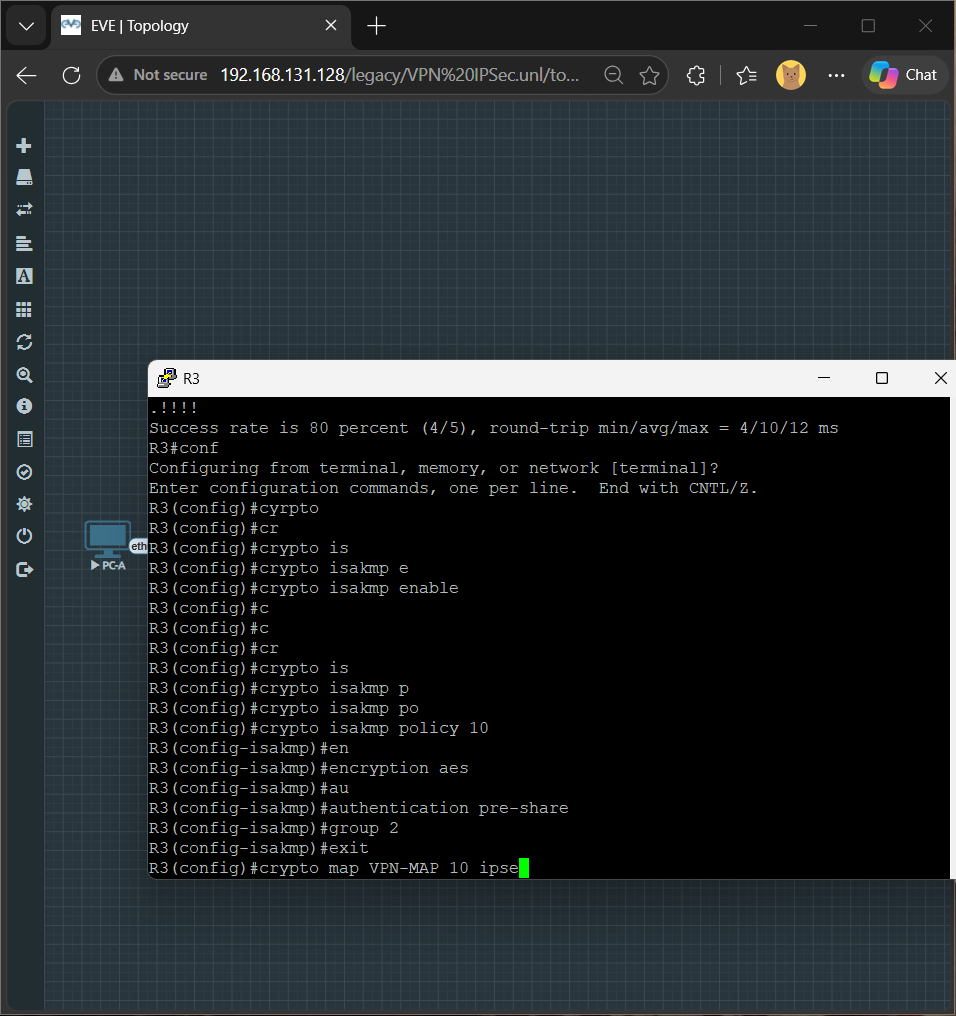 EVE | Topology
Not secure 192.168.131.128/legacy/VPN%20IPSec.unl/to...
Chat
R3
.!!!!
Success rate is 80 percent (4/5), round-trip min/avg/max = 4/10/12 ms
R3#conf
Configuring from terminal, memory, or network [terminal]?
Enter configuration commands, one per line.  End with CNTL/Z.
R3(config)#cyrpto
R3(config)#cr
R3(config)#crypto is
R3(config)#crypto isakmp e
R3(config)#crypto isakmp enable
R3(config)#c
R3(config)#c
R3(config)#cr
R3(config)#crypto is
R3(config)#crypto isakmp p
R3(config)#crypto isakmp po
R3(config)#crypto isakmp policy 10
R3(config-isakmp)#en
R3(config-isakmp)#encryption aes
R3(config-isakmp)#au
R3(config-isakmp)#authentication pre-share
R3(config-isakmp)#group 2
R3(config-isakmp)#exit
R3(config)#crypto map VPN-MAP 10 ipse
eth
PC-A